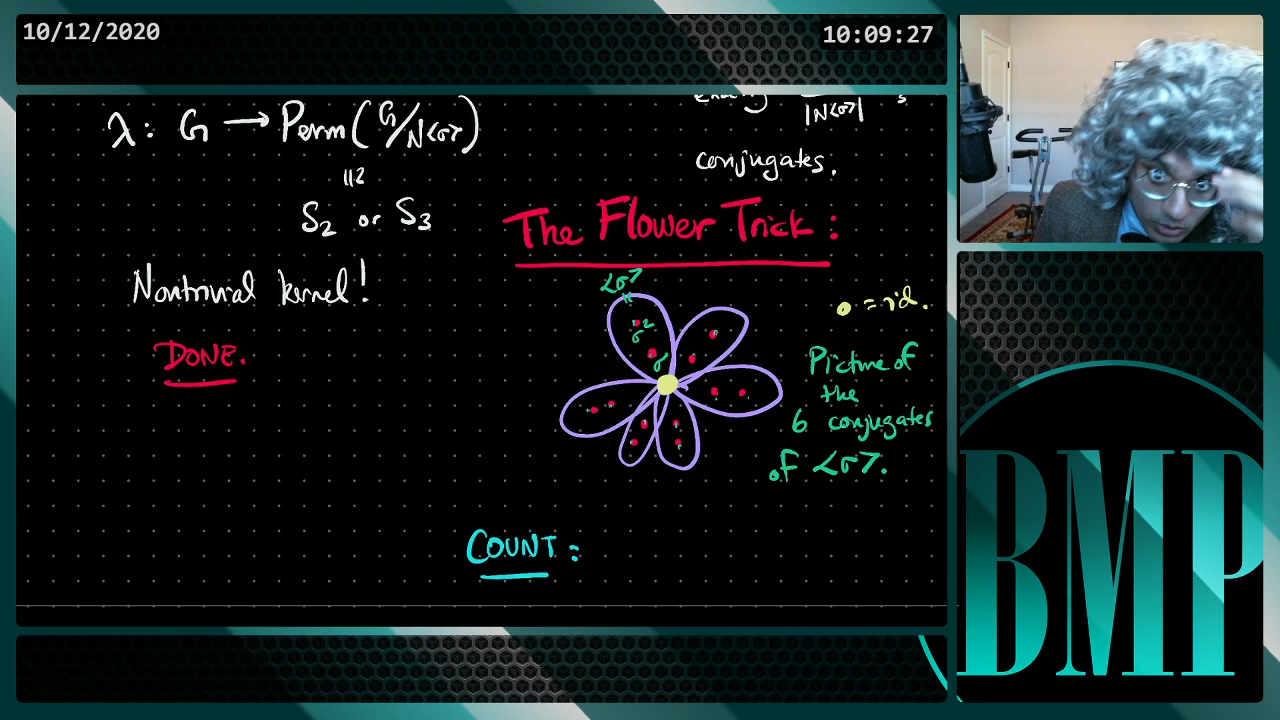 10/12/2020
10:09:27
λ: G → Perm(G/N<σ>)
S₂ or S₃
Nontrivial kernel!
DONE.
|N<σ>|
conjugates.
The Flower Trick:
<σ>
σ²
σ
= id.
Picture of
the
6 conjugates
of <σ>.
COUNT:
BMP